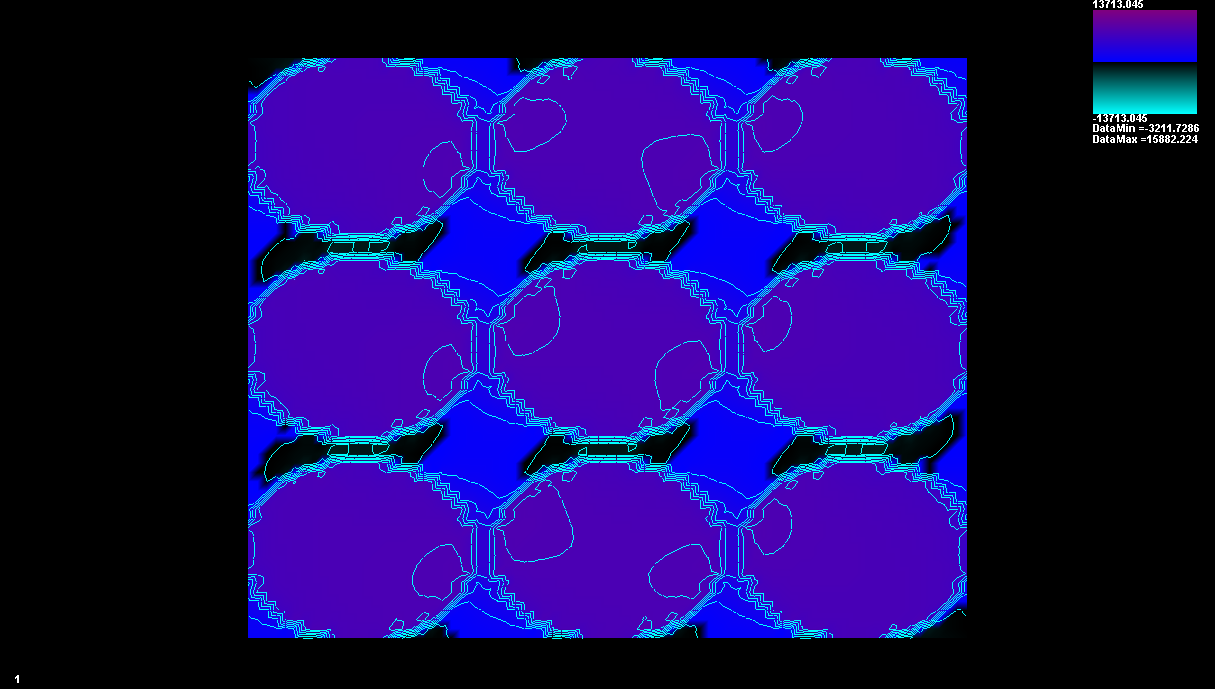 13713.045
-13713.045
DataMin =-3211.7286
DataMax =15882.224
1